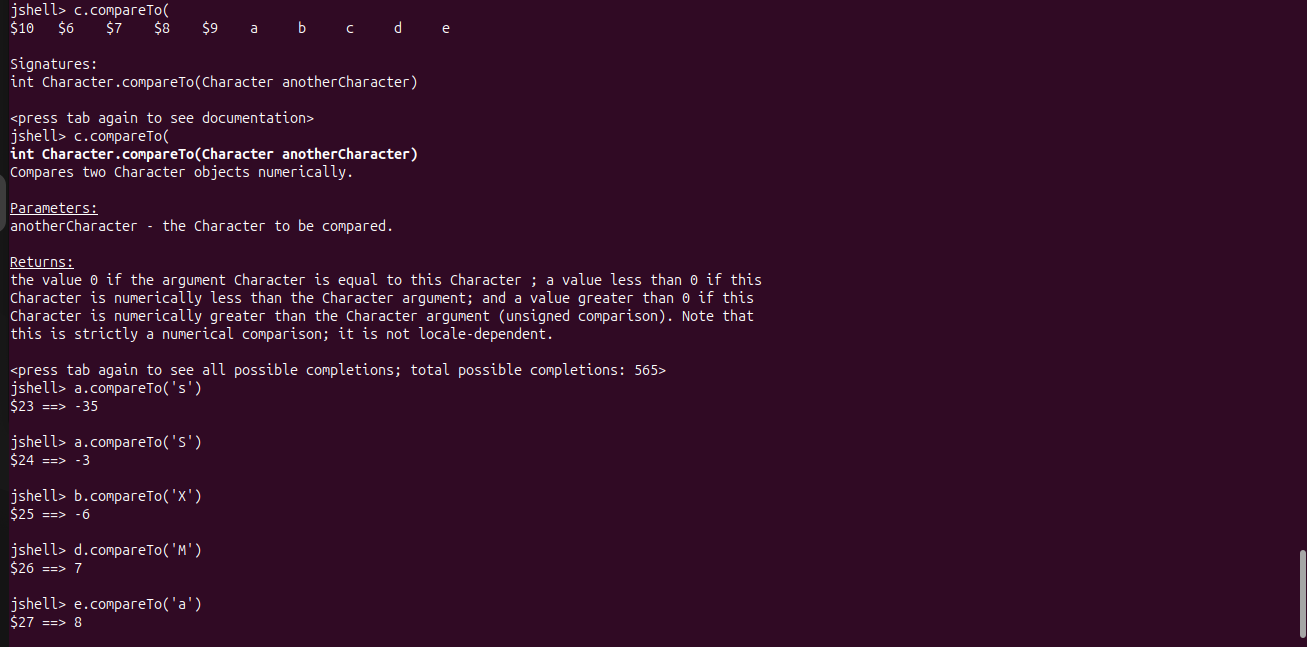 jshell> c.compareTo(
$10   $6    $7    $8    $9    a     b     c     d     e
Signatures:
int Character.compareTo(Character anotherCharacter)
<press tab again to see documentation>
jshell> c.compareTo(
int Character.compareTo(Character anotherCharacter)
Compares two Character objects numerically.
Parameters:
anotherCharacter - the Character to be compared.
Returns:
the value 0 if the argument Character is equal to this Character ; a value less than 0 if this
Character is numerically less than the Character argument; and a value greater than 0 if this
Character is numerically greater than the Character argument (unsigned comparison). Note that
this is strictly a numerical comparison; it is not locale-dependent.
<press tab again to see all possible completions; total possible completions: 565>
jshell> a.compareTo('s')
$23 ==> -35
jshell> a.compareTo('S')
$24 ==> -3
jshell> b.compareTo('X')
$25 ==> -6
jshell> d.compareTo('M')
$26 ==> 7
jshell> e.compareTo('a')
$27 ==> 8